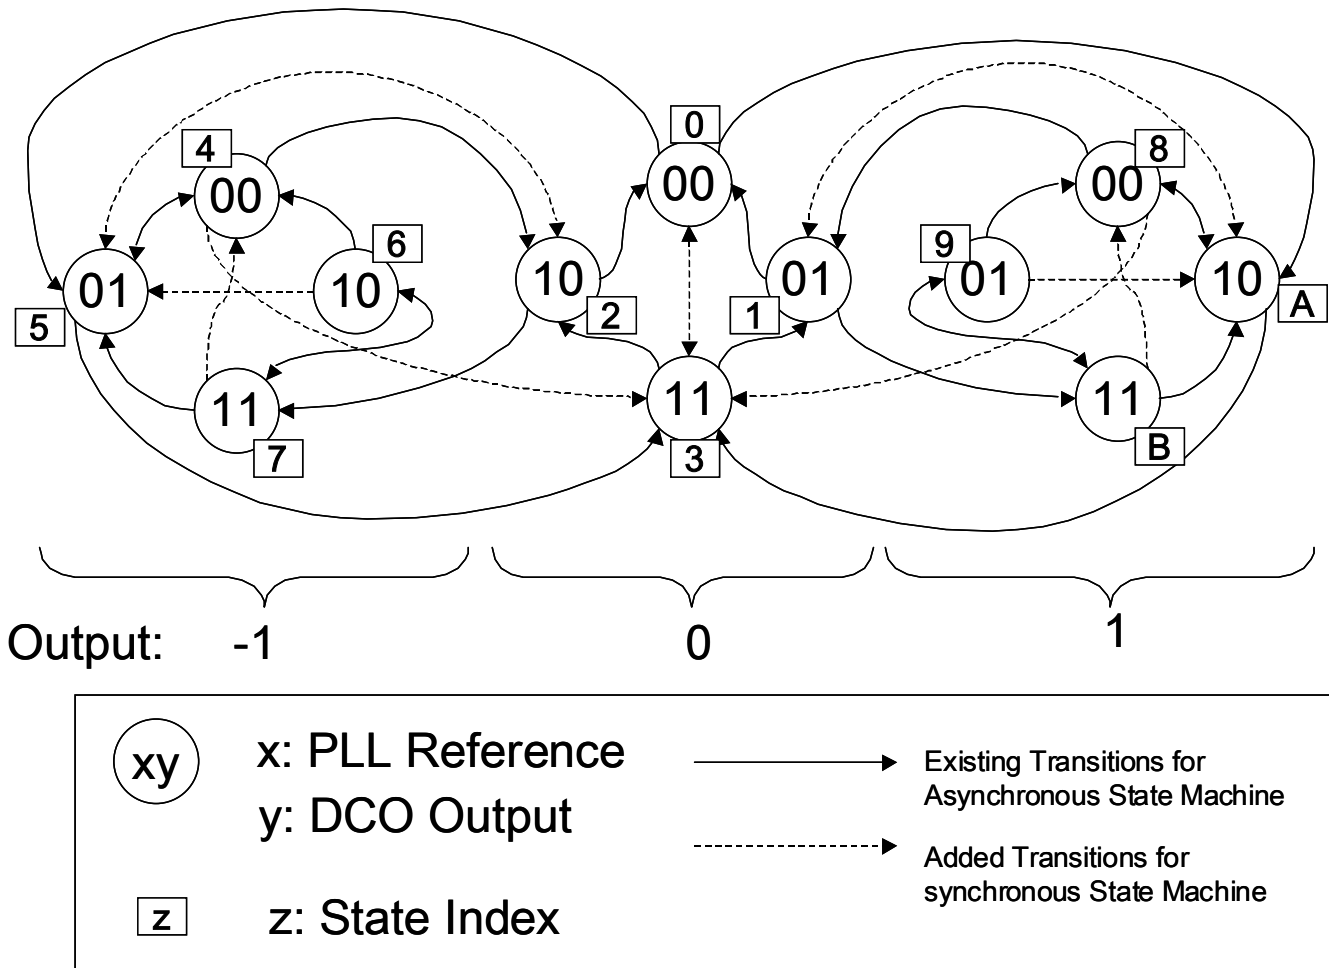 0
4
00
8
00
00
6
9
01
10
10
01
01
10
5
2
1
A
11
11
11
7
3
B
Output: -1 0 1
xy
x: PLL Reference
y: DCO Output
z
z: State Index
Existing Transitions for
Asynchronous State Machine
Added Transitions for
synchronous State Machine